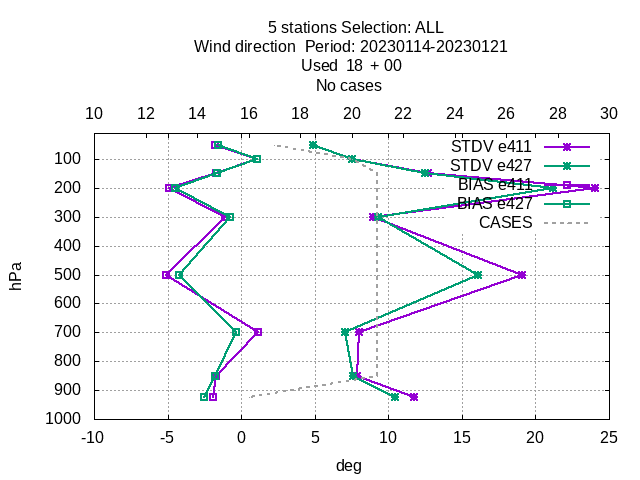 5 stations Selection: ALL
Wind direction  Period: 20230114-20230121
Used  18  + 00
No cases
10 12 14 16 18 20 22 24 26 28 30
STDV e411
STDV e427
BIAS e411
BIAS e427
CASES
hPa
100
200
300
400
500
600
700
800
900
1000
-10 -5 0 5 10 15 20 25
deg